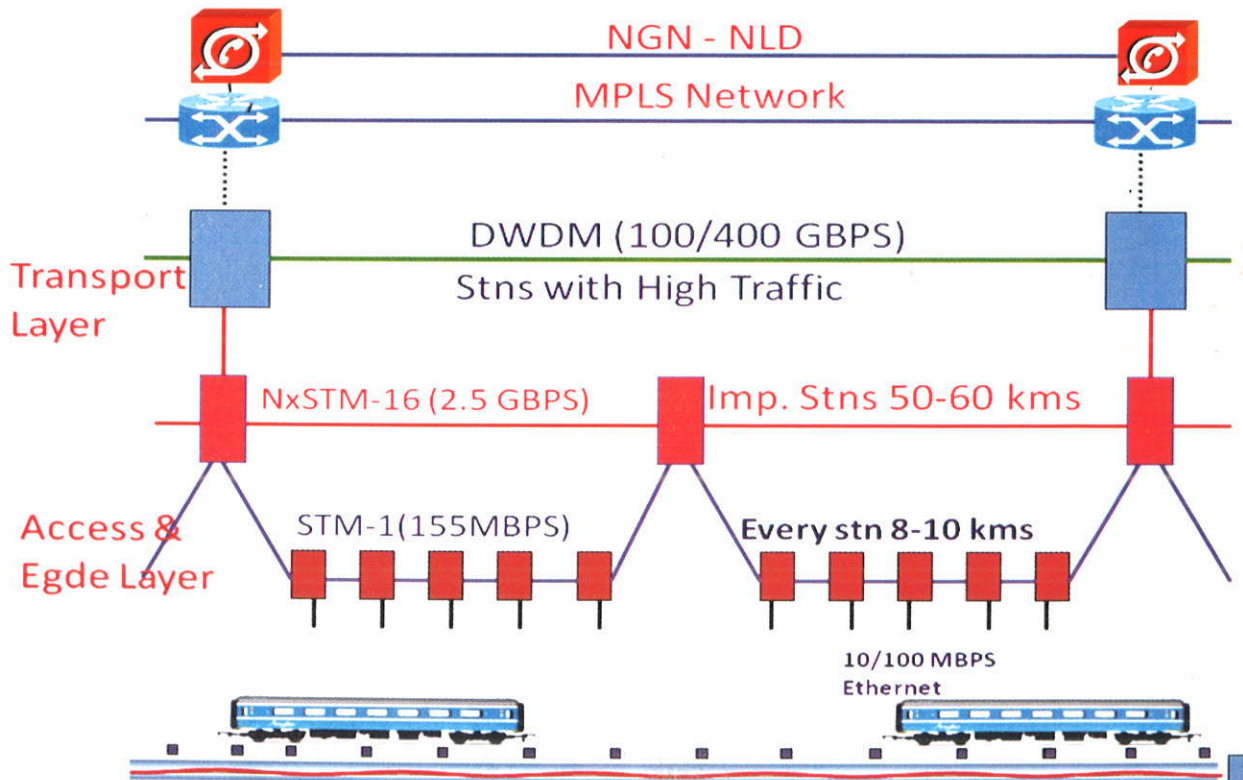 NGN - NLD
MPLS Network
DWDM (100/400 GBPS)
Stns with High Traffic
Transport
Layer
NxSTM-16 (2.5 GBPS)
Imp. Stns 50-60 kms
Access &
Egde Layer
STM-1(155MBPS)
Every stn 8-10 kms
10/100 MBPS
Ethernet